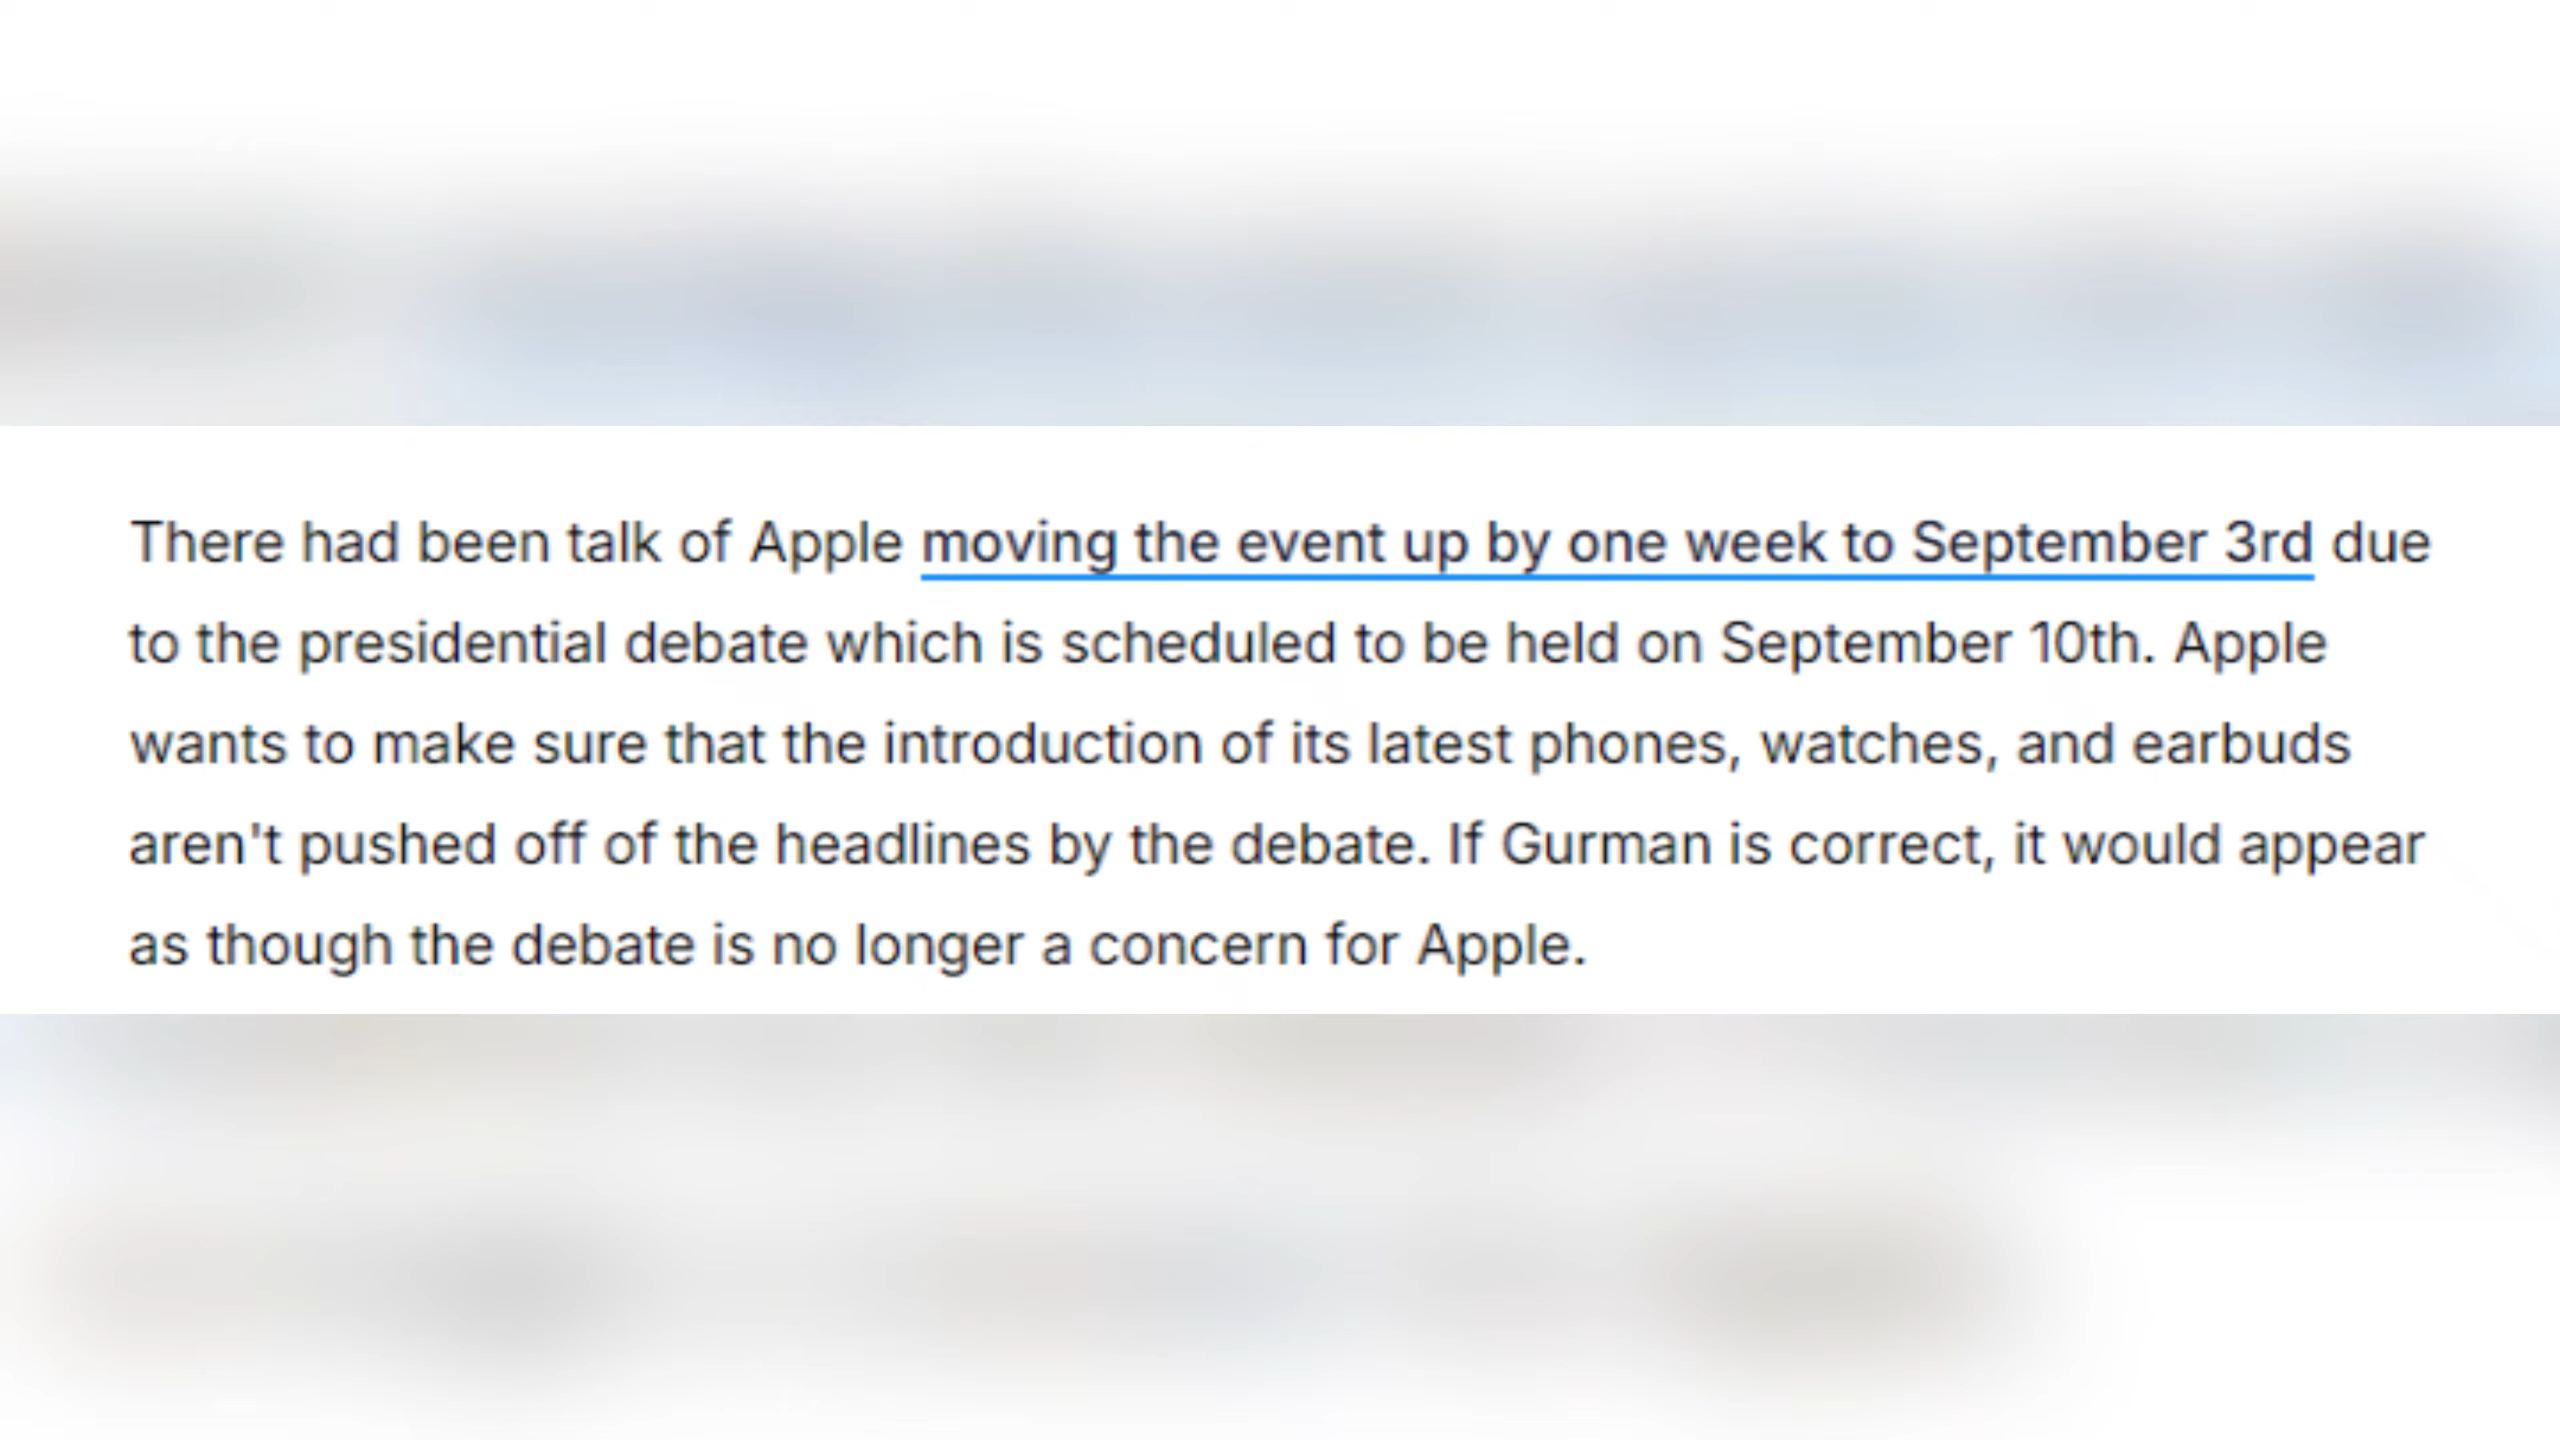 There had been talk of Apple moving the event up by one week to September 3rd due
to the presidential debate which is scheduled to be held on September 10th. Apple
wants to make sure that the introduction of its latest phones, watches, and earbuds
aren't pushed off of the headlines by the debate. If Gurman is correct, it would appear
as though the debate is no longer a concern for Apple.